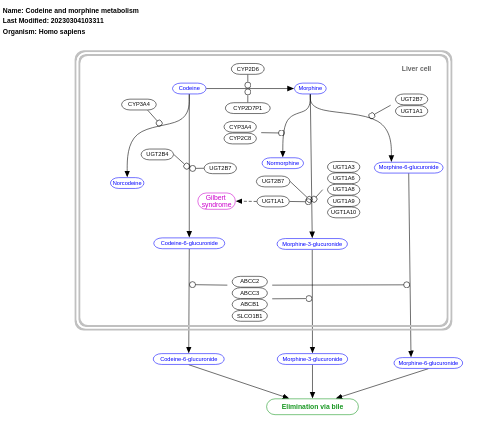 Name: Codeine and morphine metabolism
Last Modified: 20230304103311
Organism: Homo sapiens
Liver cell
CYP2D6
Codeine
Morphine
CYP2D7P1
CYP3A4
UGT2B7
UGT1A1
CYP3A4
CYP2C8
UGT2B4
UGT2B7
Normorphine
Morphine-6-glucuronide
Norcodeine
UGT2B7
UGT1A1
UGT1A3
UGT1A6
UGT1A8
UGT1A9
UGT1A10
Gilbert
syndrome
Codeine-6-glucuronide
Morphine-3-glucuronide
ABCC2
ABCC3
ABCB1
SLCO1B1
Codeine-6-glucuronide
Morphine-3-glucuronide
Morphine-6-glucuronide
Elimination via bile